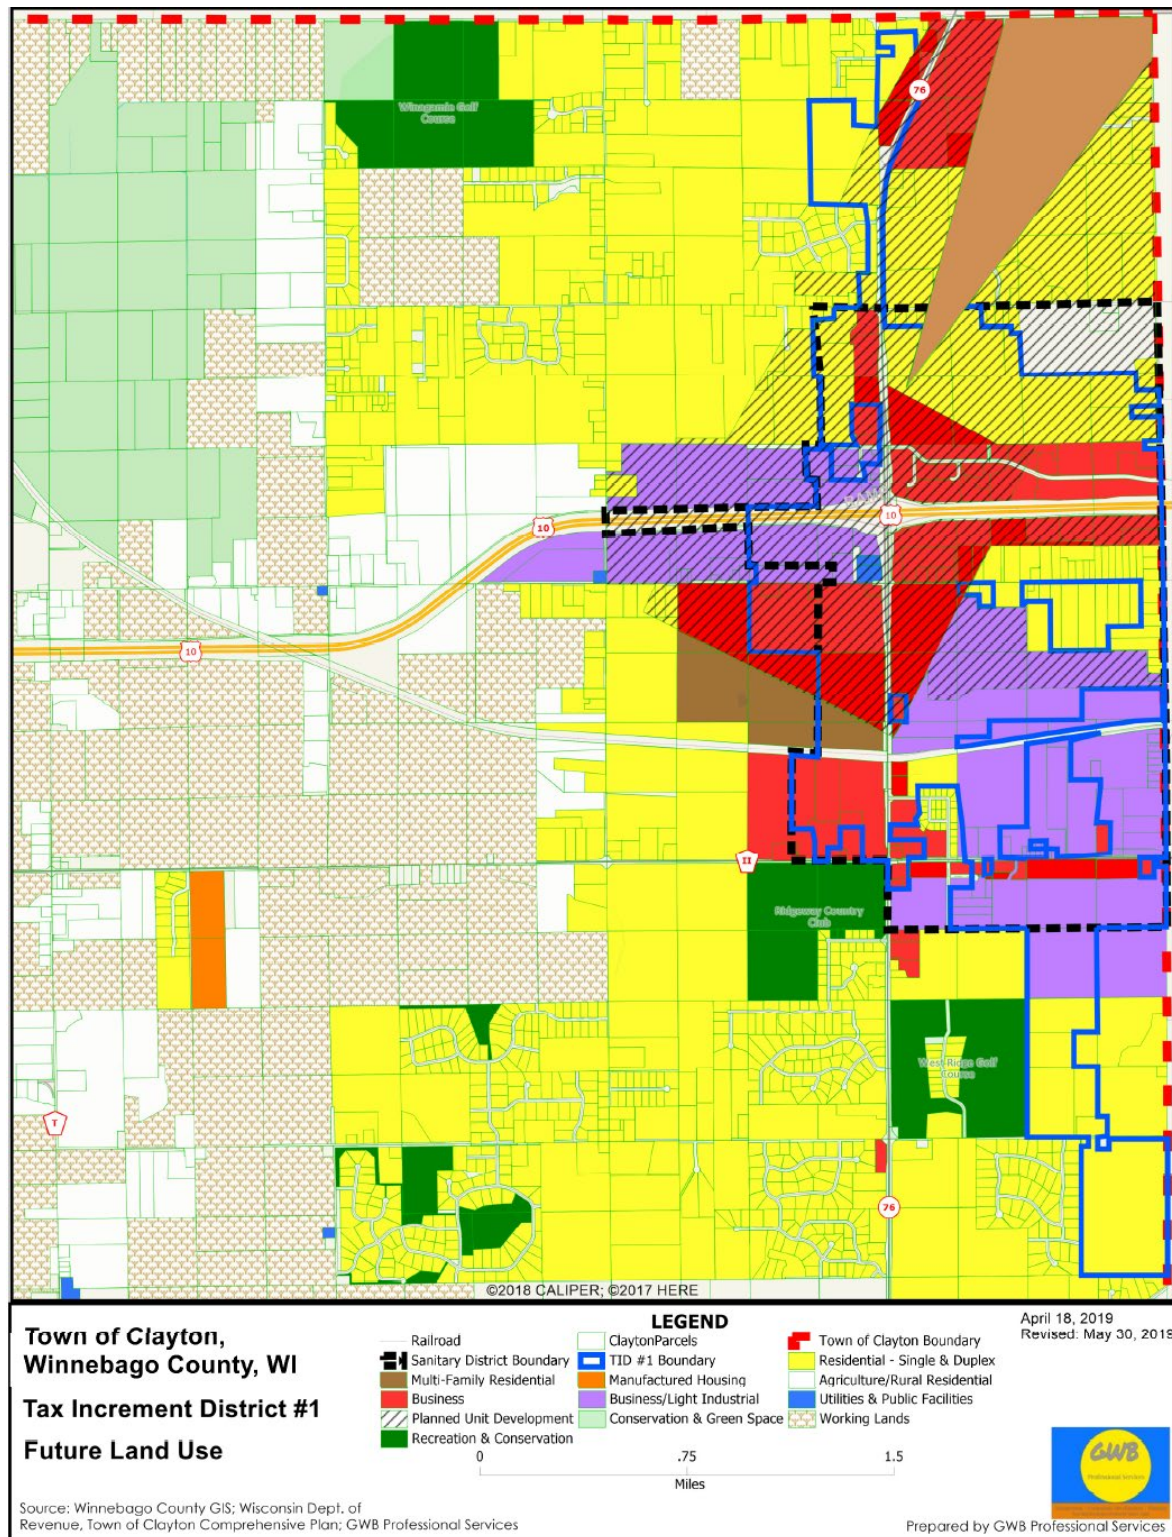 Winagamie Golf
Course
76
10
10
10
II
Ridgeway Country
Club
West Ridge Golf
Course
T
76
©2018 CALIPER; ©2017 HERE
Town of Clayton,
Winnebago County, WI
Tax Increment District #1
Future Land Use
LEGEND
Railroad
ClaytonParcels
Town of Clayton Boundary
Sanitary District Boundary
TID #1 Boundary
Residential - Single & Duplex
Multi-Family Residential
Manufactured Housing
Agriculture/Rural Residential
Business
Business/Light Industrial
Utilities & Public Facilities
Planned Unit Development
Conservation & Green Space
Working Lands
Recreation & Conservation
0 .75 1.5
Miles
April 18, 2019
Revised: May 30, 2019
GWB
Professional Services
Source: Winnebago County GIS; Wisconsin Dept. of
Revenue, Town of Clayton Comprehensive Plan; GWB Professional Services
Prepared by GWB Professional Services